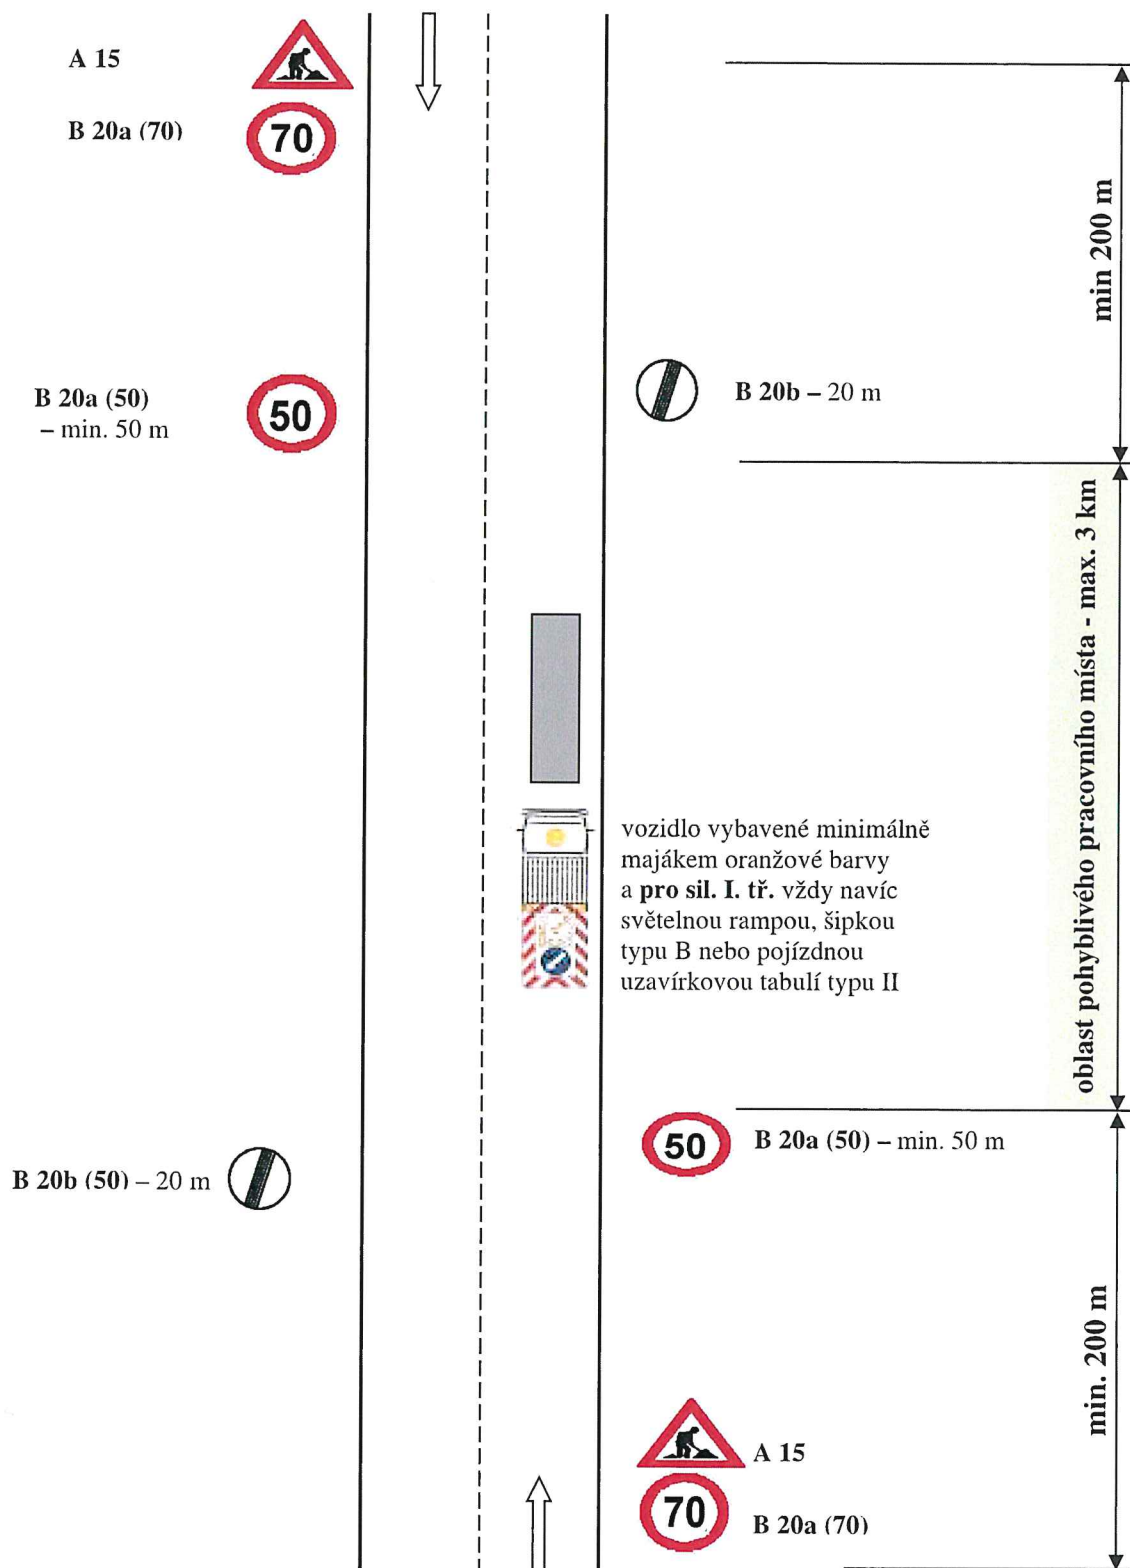 A 15
B 20a (70)
70
min 200 m
B 20a (50)
– min. 50 m
50
B 20b – 20 m
oblast pohyblivého pracovního místa - max. 3 km
vozidlo vybavené minimálně
majákem oranžové barvy
a pro sil. I. tř. vždy navíc
světelnou rampou, šipkou
typu B nebo pojízdnou
uzavírkovou tabulí typu II
50
B 20a (50) – min. 50 m
B 20b (50) – 20 m
min. 200 m
A 15
70
B 20a (70)